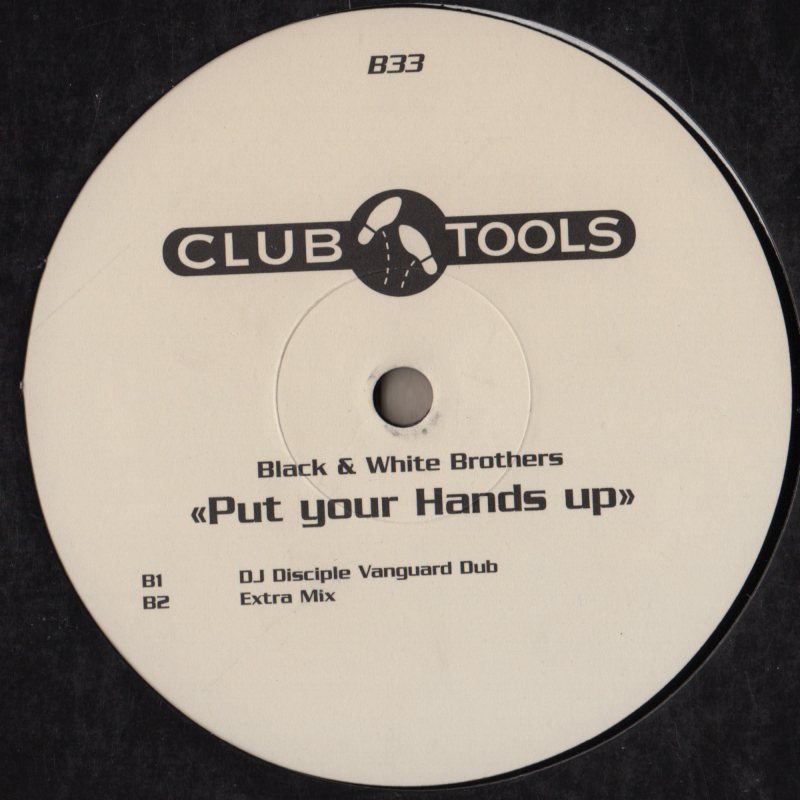 B33
CLUB TOOLS
Black & White Brothers
«Put your Hands up»
B1 DJ Disciple Vanguard Dub
B2 Extra Mix